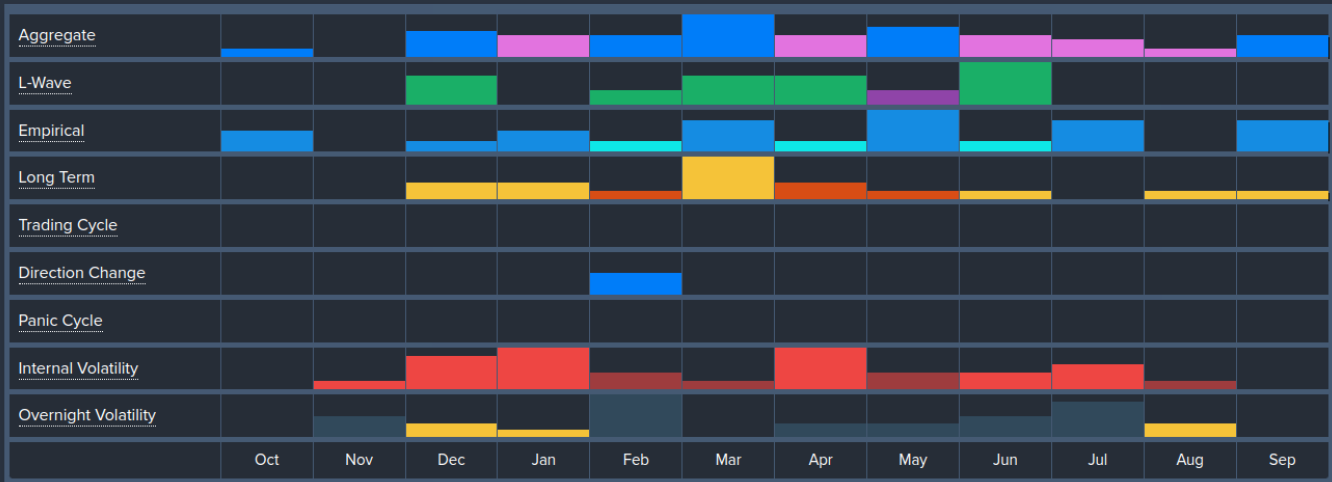 Aggregate
L-Wave
Empirical
Long Term
Trading Cycle
Direction Change
Panic Cycle
Internal Volatility
Overnight Volatility
Oct Nov Dec Jan Feb Mar Apr May Jun Jul Aug Sep